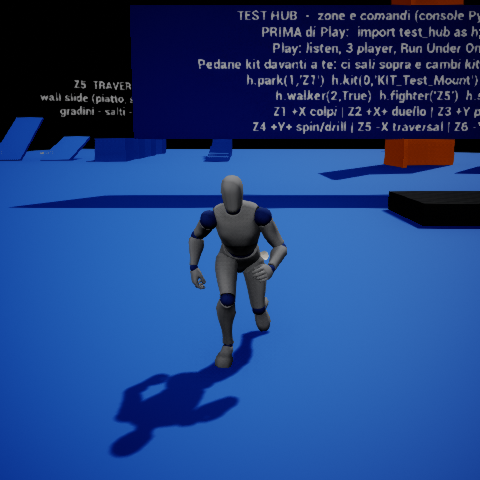 TEST HUB - zone e comandi (console Py
PRIMA di Play: import test_hub as h
Play: listen, 3 player, Run Under On
Pedane kit davanti a te: ci sali sopra e cambi kit
h.park(1,'Z1') h.kit(0,'KIT_Test_Mount')
h.walker(2,True) h.fighter('Z5') h.
Z1 +X colpi | Z2 +X+ duello | Z3 +Y p
Z4 +Y+ spin/drill | Z5 -X traversal | Z6 -Y
Z5 TRAVER
wall slide (piatto, s
gradini - salti -